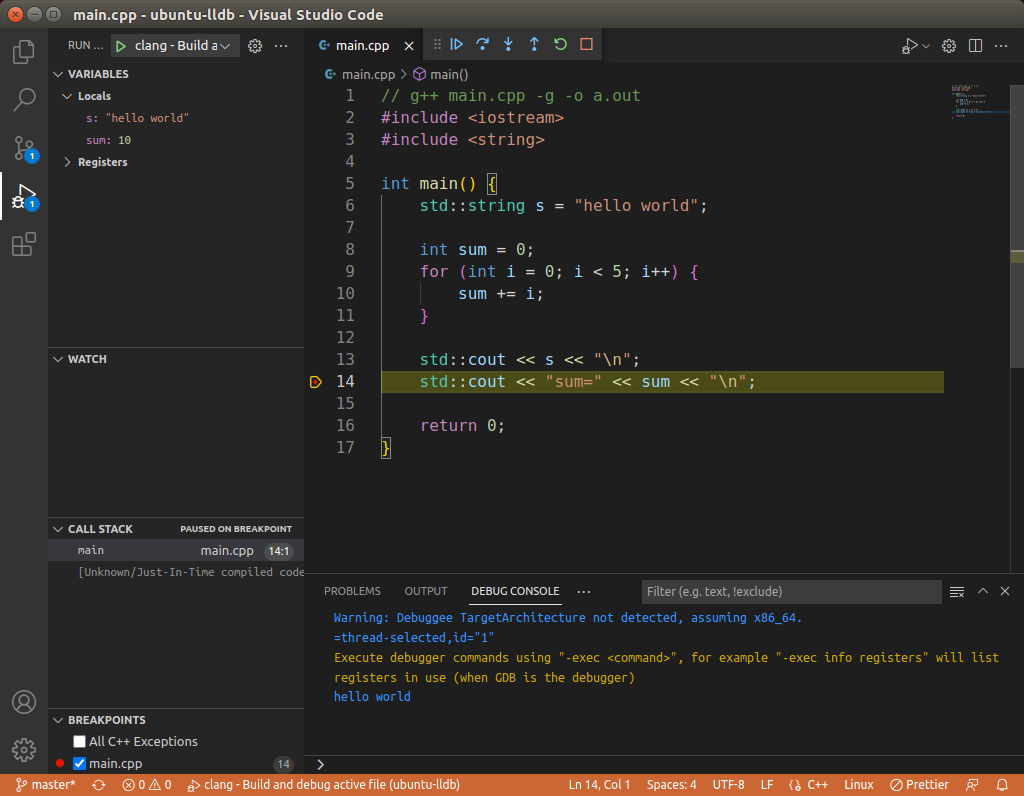 main.cpp - ubuntu-lldb - Visual Studio Code
RUN ...
clang - Build a
main.cpp
main.cpp > main()
VARIABLES
Locals
s: "hello world"
sum: 10
Registers
1
1
WATCH
CALL STACK
PAUSED ON BREAKPOINT
main
main.cpp
14:1
[Unknown/Just-In-Time compiled code
BREAKPOINTS
All C++ Exceptions
main.cpp
14
1 // g++ main.cpp -g -o a.out
2 #include <iostream>
3 #include <string>
4
5 int main() {
6 std::string s = "hello world";
7
8 int sum = 0;
9 for (int i = 0; i < 5; i++) {
10 sum += i;
11 }
12
13 std::cout << s << "\n";
14 std::cout << "sum=" << sum << "\n";
15
16 return 0;
17 }
PROBLEMS
OUTPUT
DEBUG CONSOLE
...
Filter (e.g. text, !exclude)
Warning: Debuggee TargetArchitecture not detected, assuming x86_64.
=thread-selected,id="1"
Execute debugger commands using "-exec <command>", for example "-exec info registers" will list
registers in use (when GDB is the debugger)
hello world
master*
0
0
clang - Build and debug active file (ubuntu-lldb)
Ln 14, Col 1
Spaces: 4
UTF-8
LF
C++
Linux
Prettier